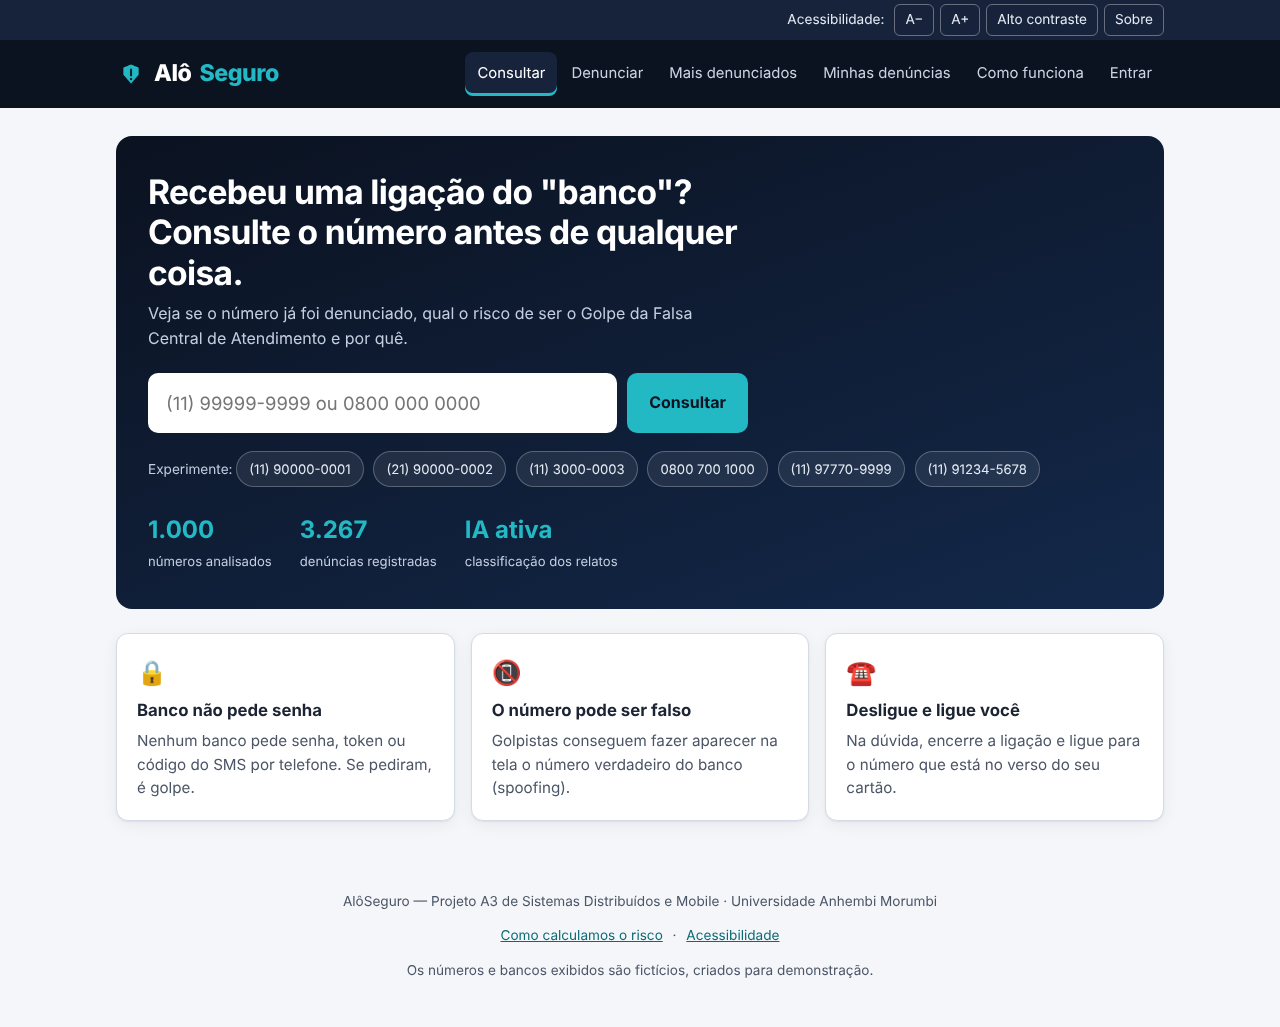 Acessibilidade: A− A+ Alto contraste Sobre
Alô Seguro Consultar Denunciar Mais denunciados Minhas denúncias Como funciona Entrar
Recebeu uma ligação do "banco"?
Consulte o número antes de qualquer
coisa.
Veja se o número já foi denunciado, qual o risco de ser o Golpe da Falsa
Central de Atendimento e por quê.
(11) 99999-9999 ou 0800 000 0000 Consultar
Experimente: (11) 90000-0001 (21) 90000-0002 (11) 3000-0003 0800 700 1000 (11) 97770-9999 (11) 91234-5678
1.000 3.267 IA ativa
números analisados denúncias registradas classificação dos relatos
Banco não pede senha
Nenhum banco pede senha, token ou
código do SMS por telefone. Se pediram,
é golpe.
O número pode ser falso
Golpistas conseguem fazer aparecer na
tela o número verdadeiro do banco
(spoofing).
Desligue e ligue você
Na dúvida, encerre a ligação e ligue para
o número que está no verso do seu
cartão.
AlôSeguro — Projeto A3 de Sistemas Distribuídos e Mobile · Universidade Anhembi Morumbi
Como calculamos o risco · Acessibilidade
Os números e bancos exibidos são fictícios, criados para demonstração.